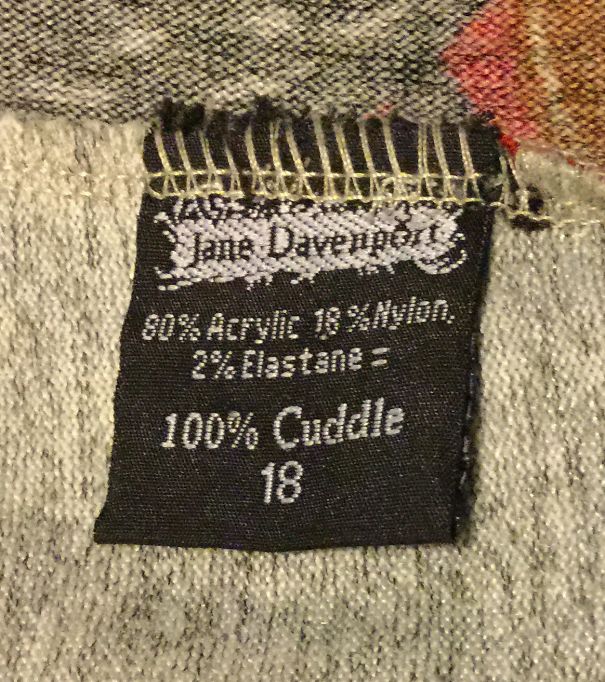 Jane Davenport
80% Acrylic 18%Nylon,
2% Elastane =
100% Cuddle
18